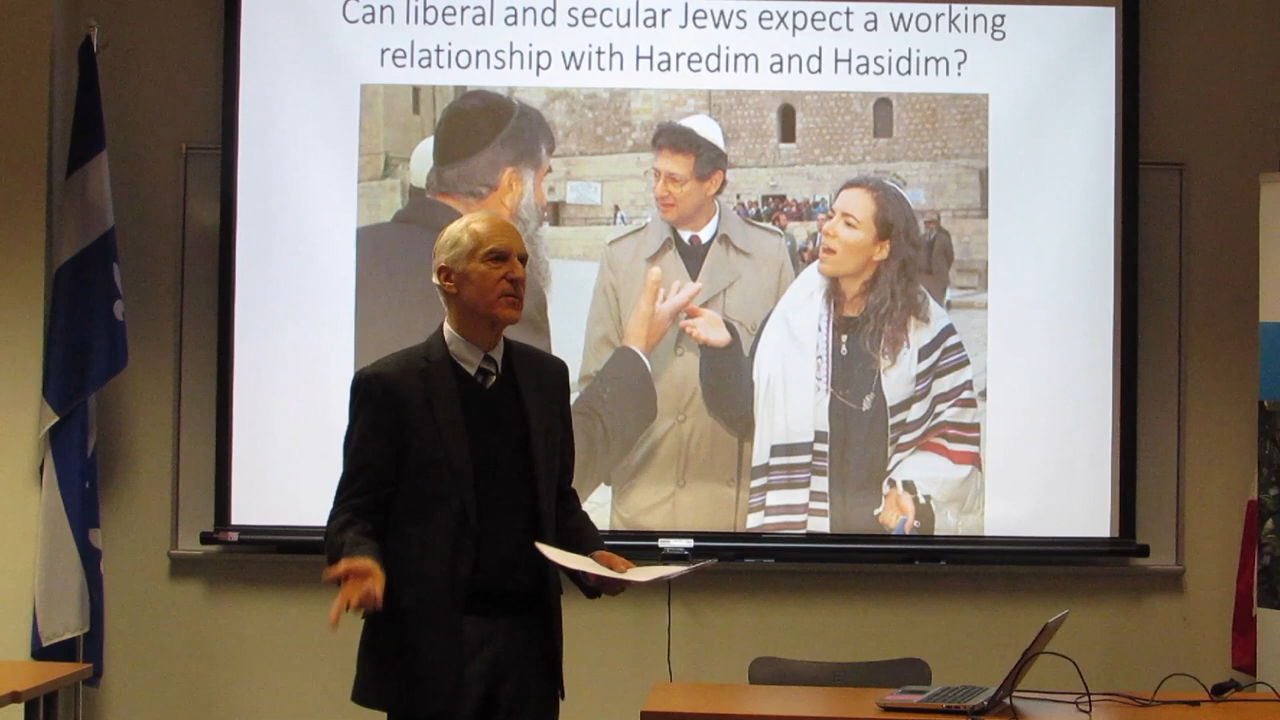 Can liberal and secular Jews expect a working
relationship with Haredim and Hasidim?